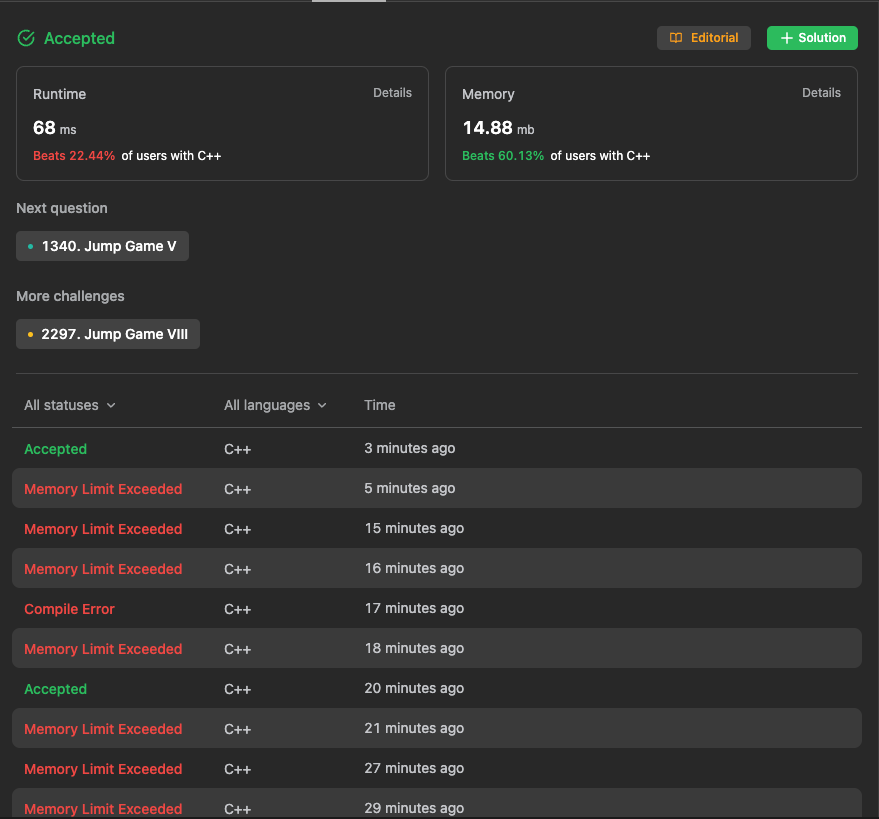 Accepted
Editorial
+ Solution
Runtime
Details
68 ms
Beats 22.44% of users with C++
Memory
Details
14.88 mb
Beats 60.13% of users with C++
Next question
1340. Jump Game V
More challenges
2297. Jump Game VIII
All statuses All languages Time
Accepted C++ 3 minutes ago
Memory Limit Exceeded C++ 5 minutes ago
Memory Limit Exceeded C++ 15 minutes ago
Memory Limit Exceeded C++ 16 minutes ago
Compile Error C++ 17 minutes ago
Memory Limit Exceeded C++ 18 minutes ago
Accepted C++ 20 minutes ago
Memory Limit Exceeded C++ 21 minutes ago
Memory Limit Exceeded C++ 27 minutes ago
Memory Limit Exceeded C++ 29 minutes ago